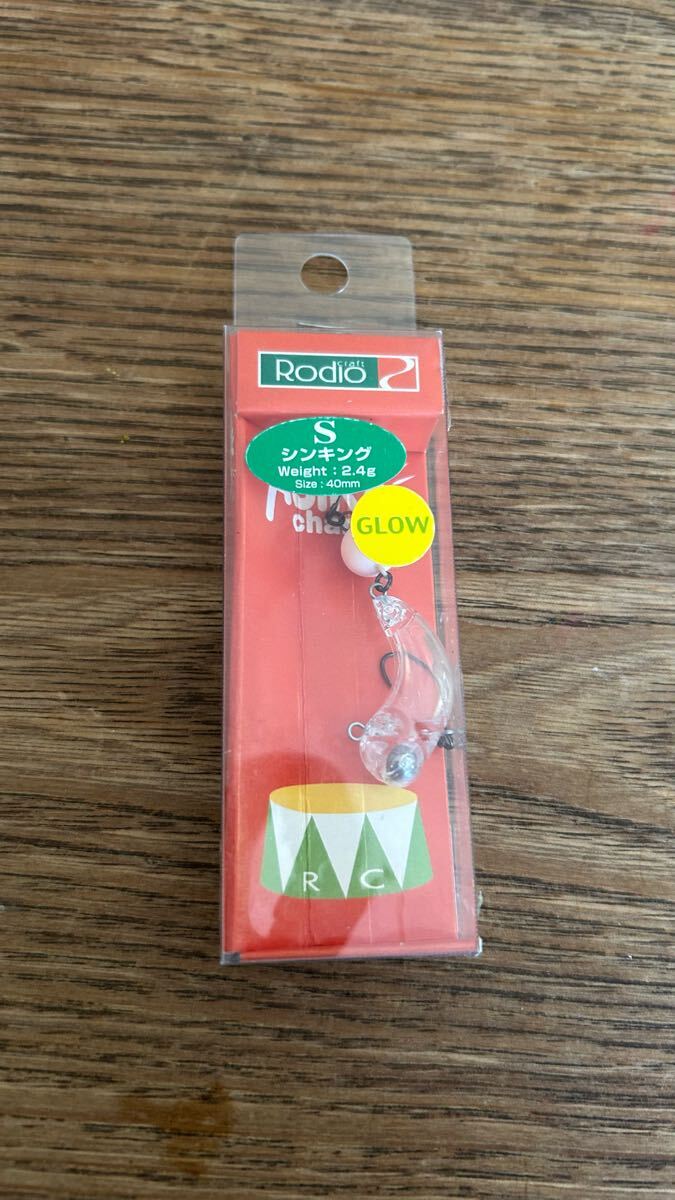 Rodio craft
S
シンキング
Weight : 2.4g
Size : 40mm
GLOW
R C